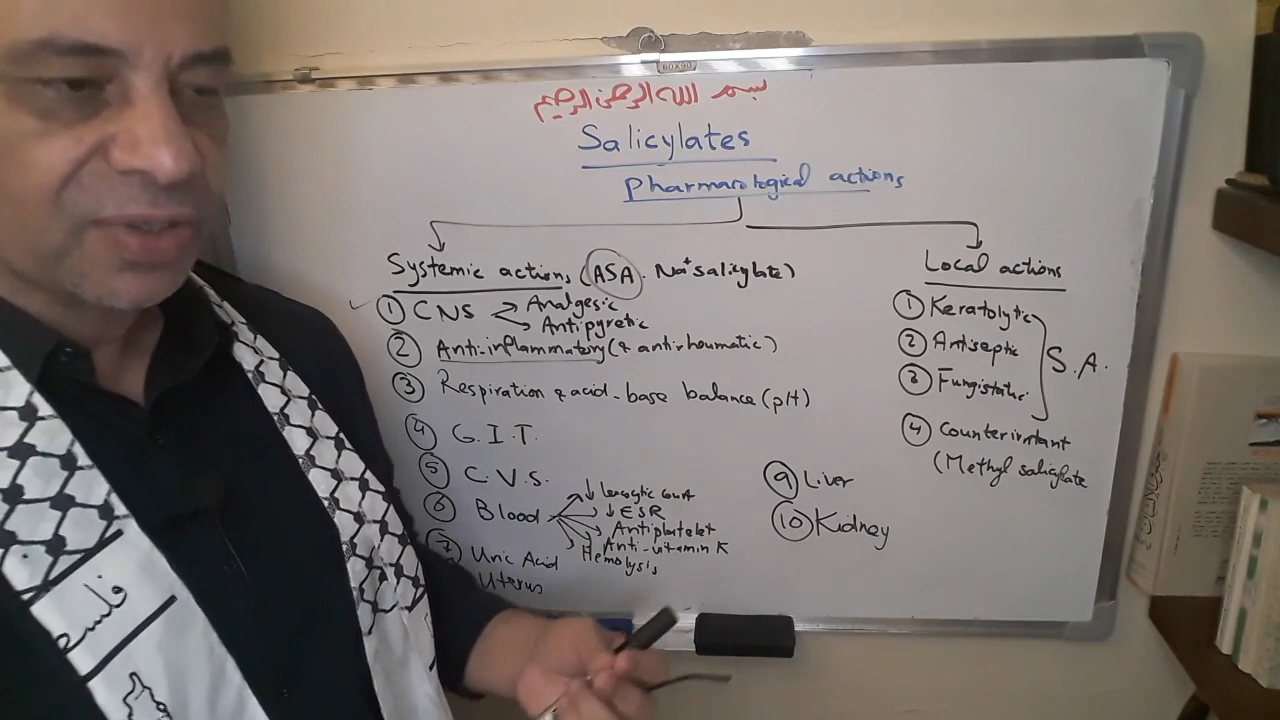 60X90
بسم الله الرحمن الرحيم
Salicylates
Pharmacological actions
Systemic actions (ASA. Na+ salicylate)
① CNS Analgesic
Antipyretic
② Anti-inflammatory (& antirheumatic)
③ Respiration & acid-base balance (pH)
④ G.I.T.
⑤ C.V.S.
⑥ Blood ↓ leucocytic count
↓ ESR
Antiplatelet
Anti-vitamin K
Hemolysis
⑦ Uric Acid
Uterus
⑨ Liver
⑩ Kidney
Local actions
① Keratolytic
② Antiseptic
③ Fungistatic
S.A.
④ Counterirritant
(Methyl salicylate